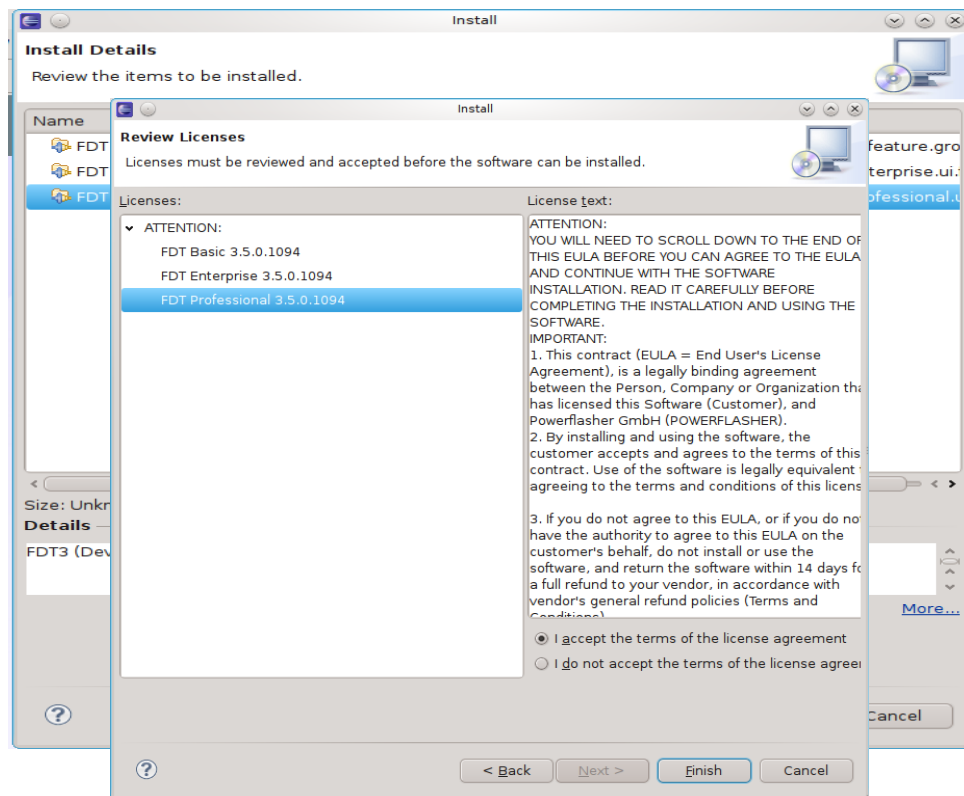 Install
Install Details
Review the items to be installed.
Name
FDT
feature.gro
FDT
terprise.ui.
FDT
ofessional.u
Size: Unkr
Details
FDT3 (Dev
More...
Cancel
Install
Review Licenses
Licenses must be reviewed and accepted before the software can be installed.
Licenses:
ATTENTION:
FDT Basic 3.5.0.1094
FDT Enterprise 3.5.0.1094
FDT Professional 3.5.0.1094
License text:
ATTENTION:
YOU WILL NEED TO SCROLL DOWN TO THE END OF
THIS EULA BEFORE YOU CAN AGREE TO THE EULA
AND CONTINUE WITH THE SOFTWARE
INSTALLATION. READ IT CAREFULLY BEFORE
COMPLETING THE INSTALLATION AND USING THE
SOFTWARE.
IMPORTANT:
1. This contract (EULA = End User's License
Agreement), is a legally binding agreement
between the Person, Company or Organization tha
has licensed this Software (Customer), and
Powerflasher GmbH (POWERFLASHER).
2. By installing and using the software, the
customer accepts and agrees to the terms of this
contract. Use of the software is legally equivalent
agreeing to the terms and conditions of this licens
3. If you do not agree to this EULA, or if you do not
have the authority to agree to this EULA on the
customer's behalf, do not install or use the
software, and return the software within 14 days fo
a full refund to your vendor, in accordance with
vendor's general refund policies (Terms and
Conditions)
I accept the terms of the license agreement
I do not accept the terms of the license agreer
< Back
Next >
Finish
Cancel